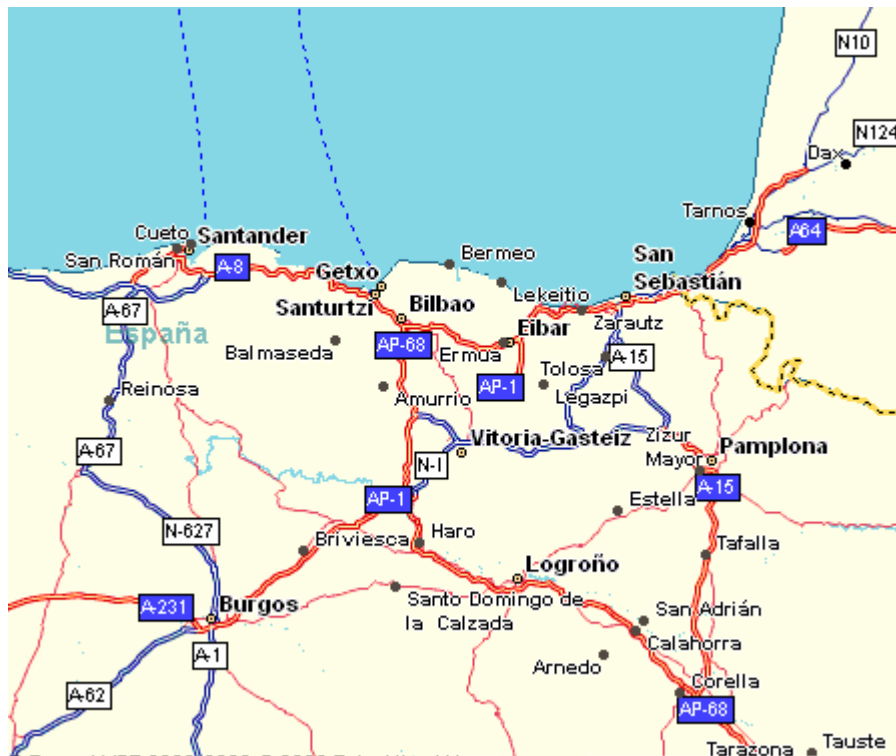 N10
N124
Dax
Tarnos
A64
Cueto
Santander
San Román
A-8
Bermeo
San
Sebastián
Getxo
Santurtzi
Lekeitio
A-67
Bilbao
Zarautz
España
Eibar
AP-68
Ermua
Balmaseda
A-15
Tolosa
AP-1
Legazpi
Reinosa
Amurrio
Vitoria-Gasteiz
Zizur
Mayor
Pamplona
A-67
N-I
A-15
AP-1
Estella
N-627
Haro
Briviesca
Tafalla
Logroño
A-231
Burgos
Santo Domingo de
la Calzada
San Adrián
Calahorra
A-1
Arnedo
A-62
Corella
AP-68
Tarazona
Tauste